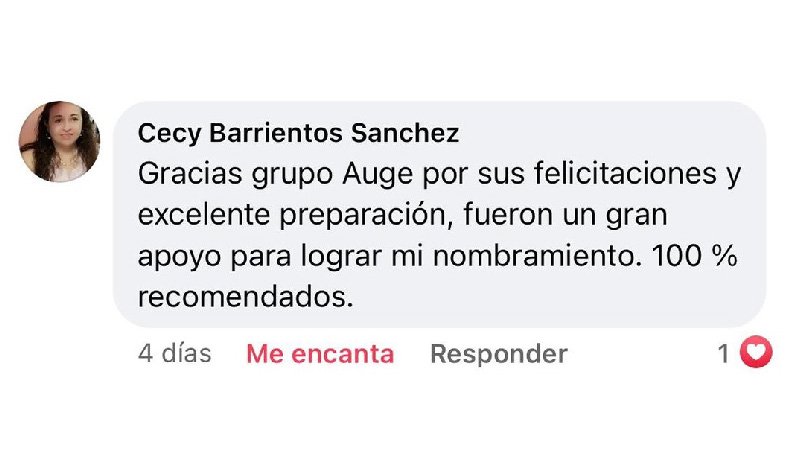 Cecy Barrientos Sanchez
Gracias grupo Auge por sus felicitaciones y
excelente preparación, fueron un gran
apoyo para lograr mi nombramiento. 100 %
recomendados.
4 días Me encanta Responder 1